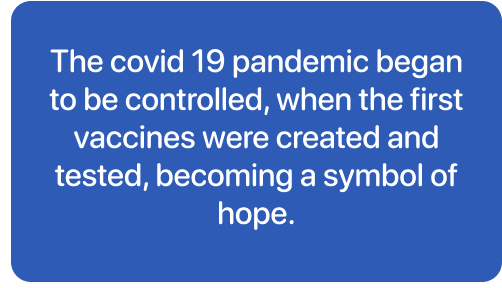 The covid 19 pandemic began
to be controlled, when the first
vaccines were created and
tested, becoming a symbol of
hope.